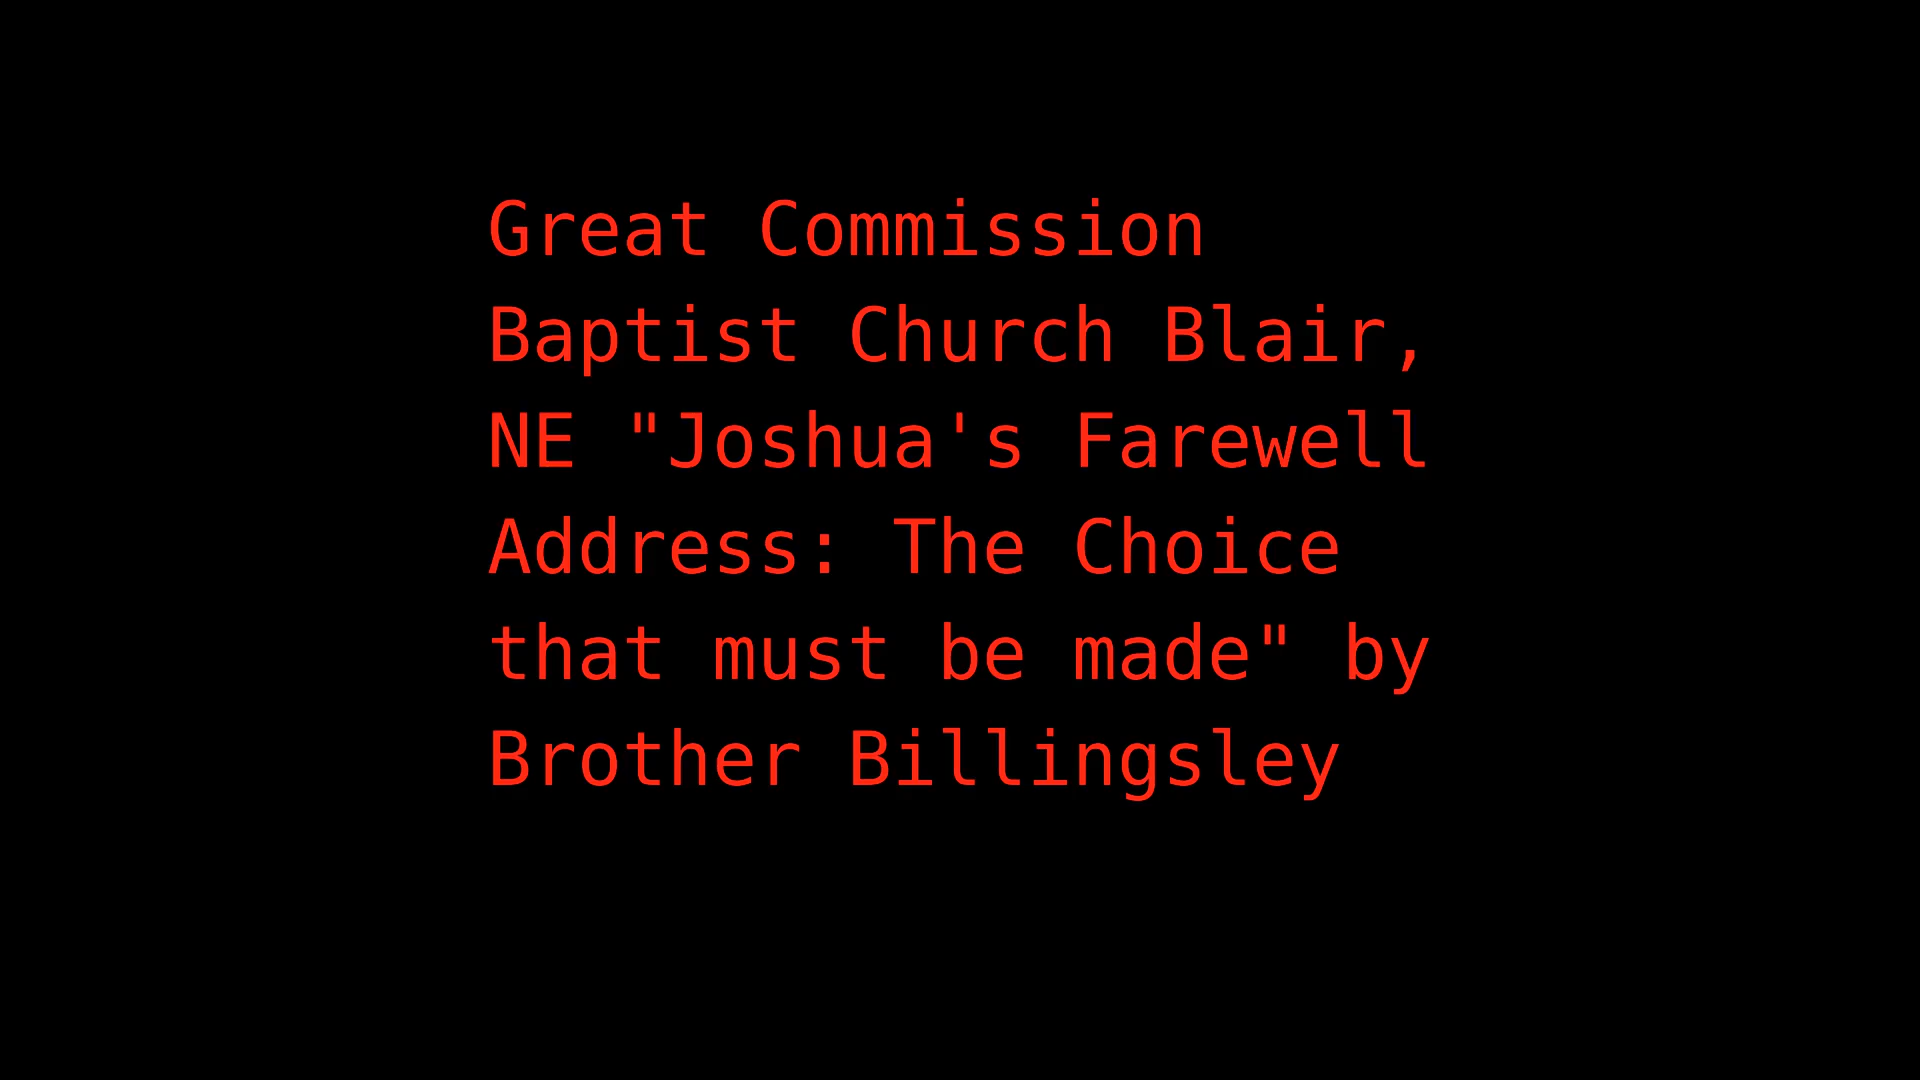 Great Commission
Baptist Church Blair,
NE "Joshua's Farewell
Address: The Choice
that must be made" by
Brother Billingsley